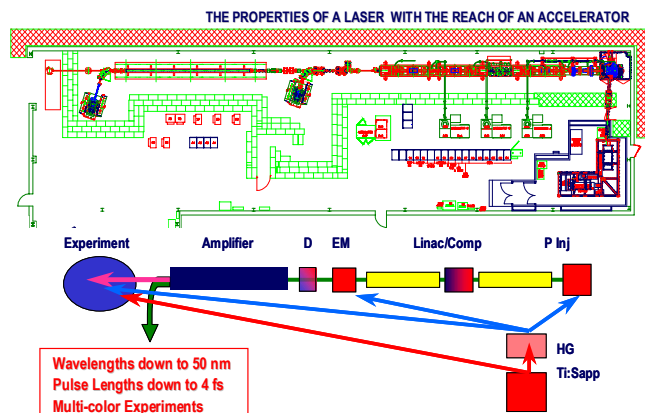 THE PROPERTIES OF A LASER WITH THE REACH OF AN ACCELERATOR
Experiment Amplifier D EM Linac/Comp P Inj
HG
Ti:Sapp
Wavelengths down to 50 nm
Pulse Lengths down to 4 fs
Multi-color Experiments